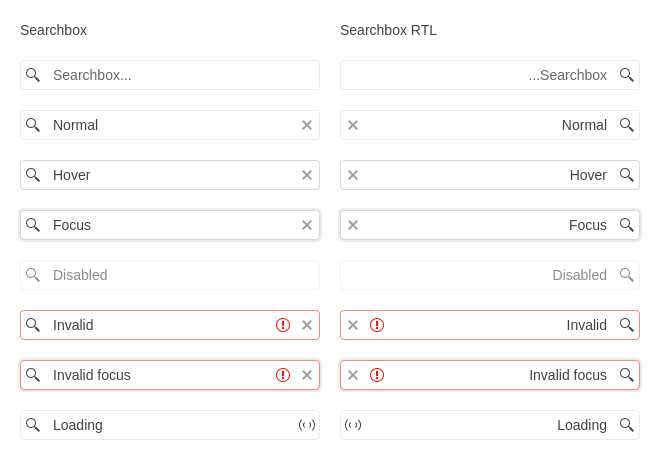 Searchbox
Searchbox...
Normal
Hover
Focus
Disabled
Invalid
Invalid focus
Loading
Searchbox RTL
...Searchbox
Normal
Hover
Focus
Disabled
Invalid
Invalid focus
Loading